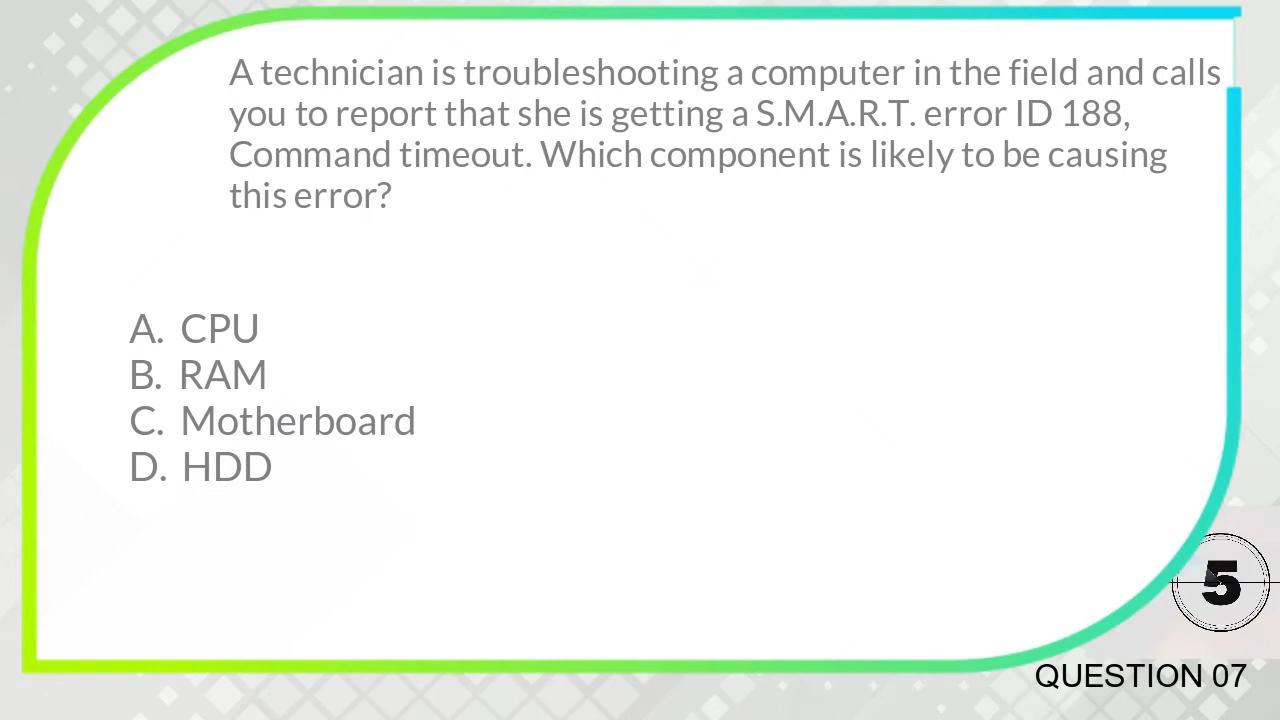 A technician is troubleshooting a computer in the field and calls
you to report that she is getting a S.M.A.R.T. error ID 188,
Command timeout. Which component is likely to be causing
this error?
A. CPU
B. RAM
C. Motherboard
D. HDD
5
QUESTION 07